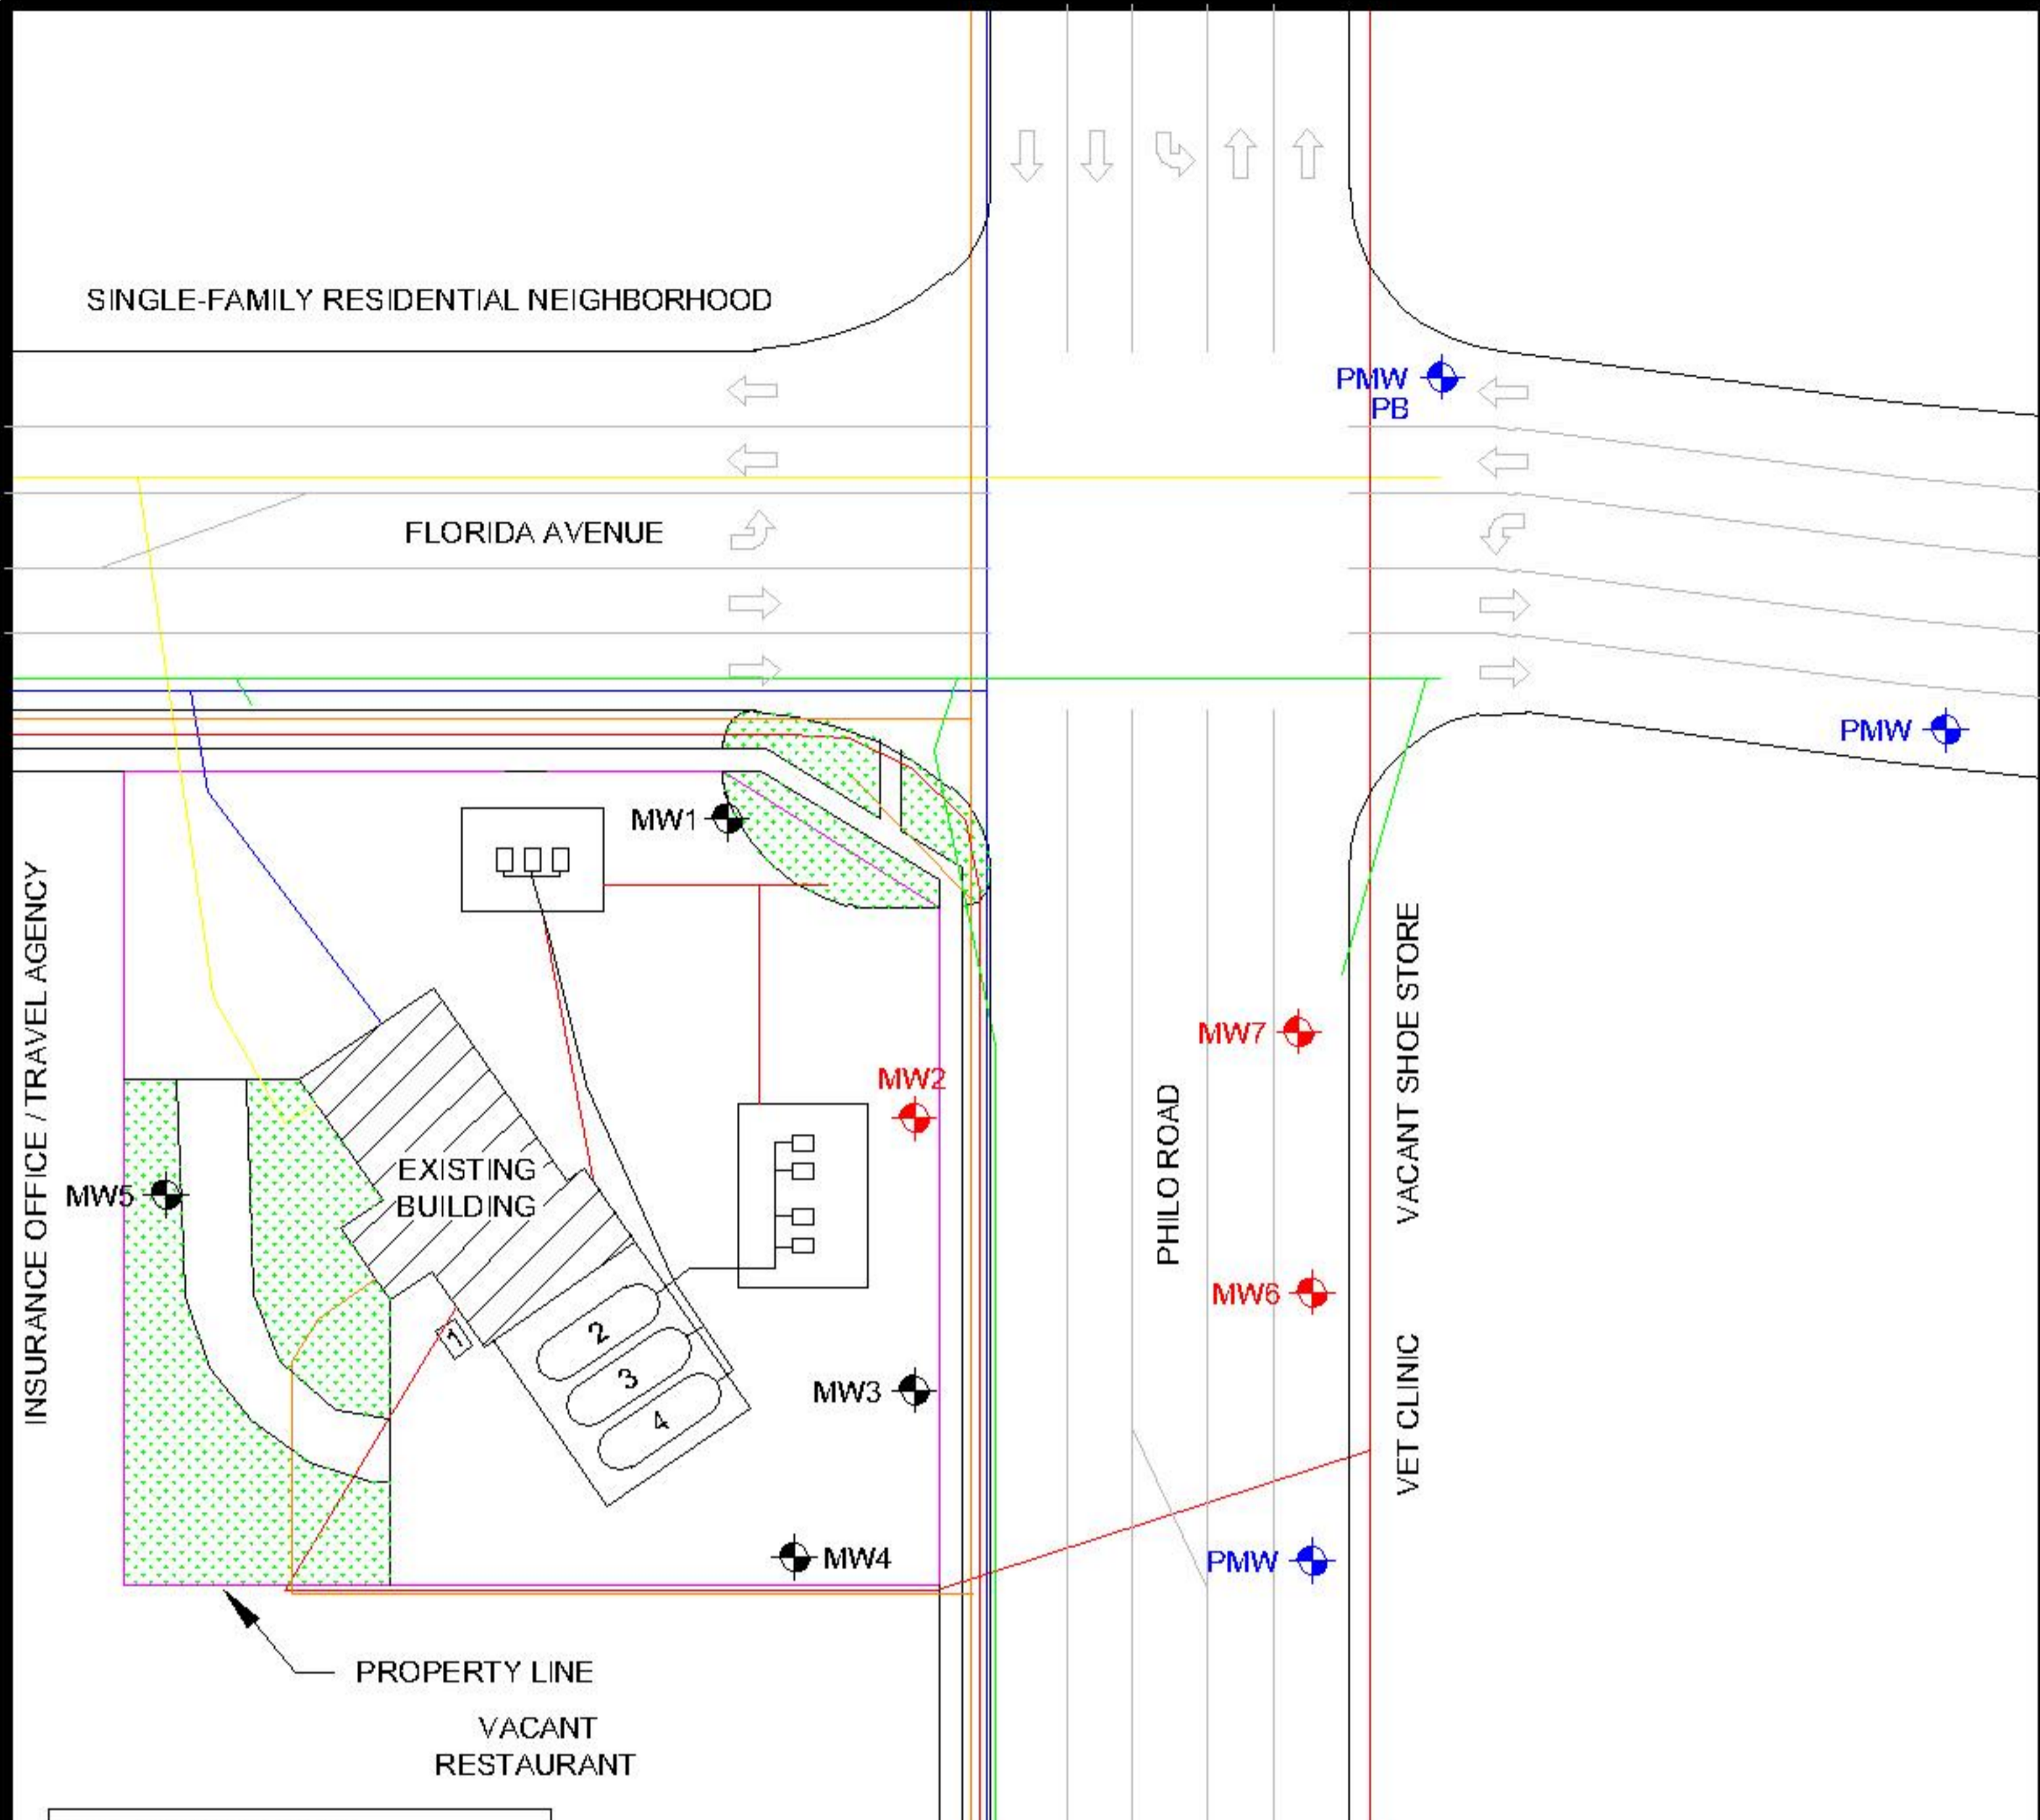 SINGLE-FAMILY RESIDENTIAL NEIGHBORHOOD
PMW
PB
FLORIDA AVENUE
PMW
MW1
INSURANCE OFFICE / TRAVEL AGENCY
VACANT SHOE STORE
MW7
MW2
PHILO ROAD
EXISTING
BUILDING
MW5
MW6
1
2
3
4
MW3
VET CLINIC
MW4
PMW
PROPERTY LINE
VACANT
RESTAURANT